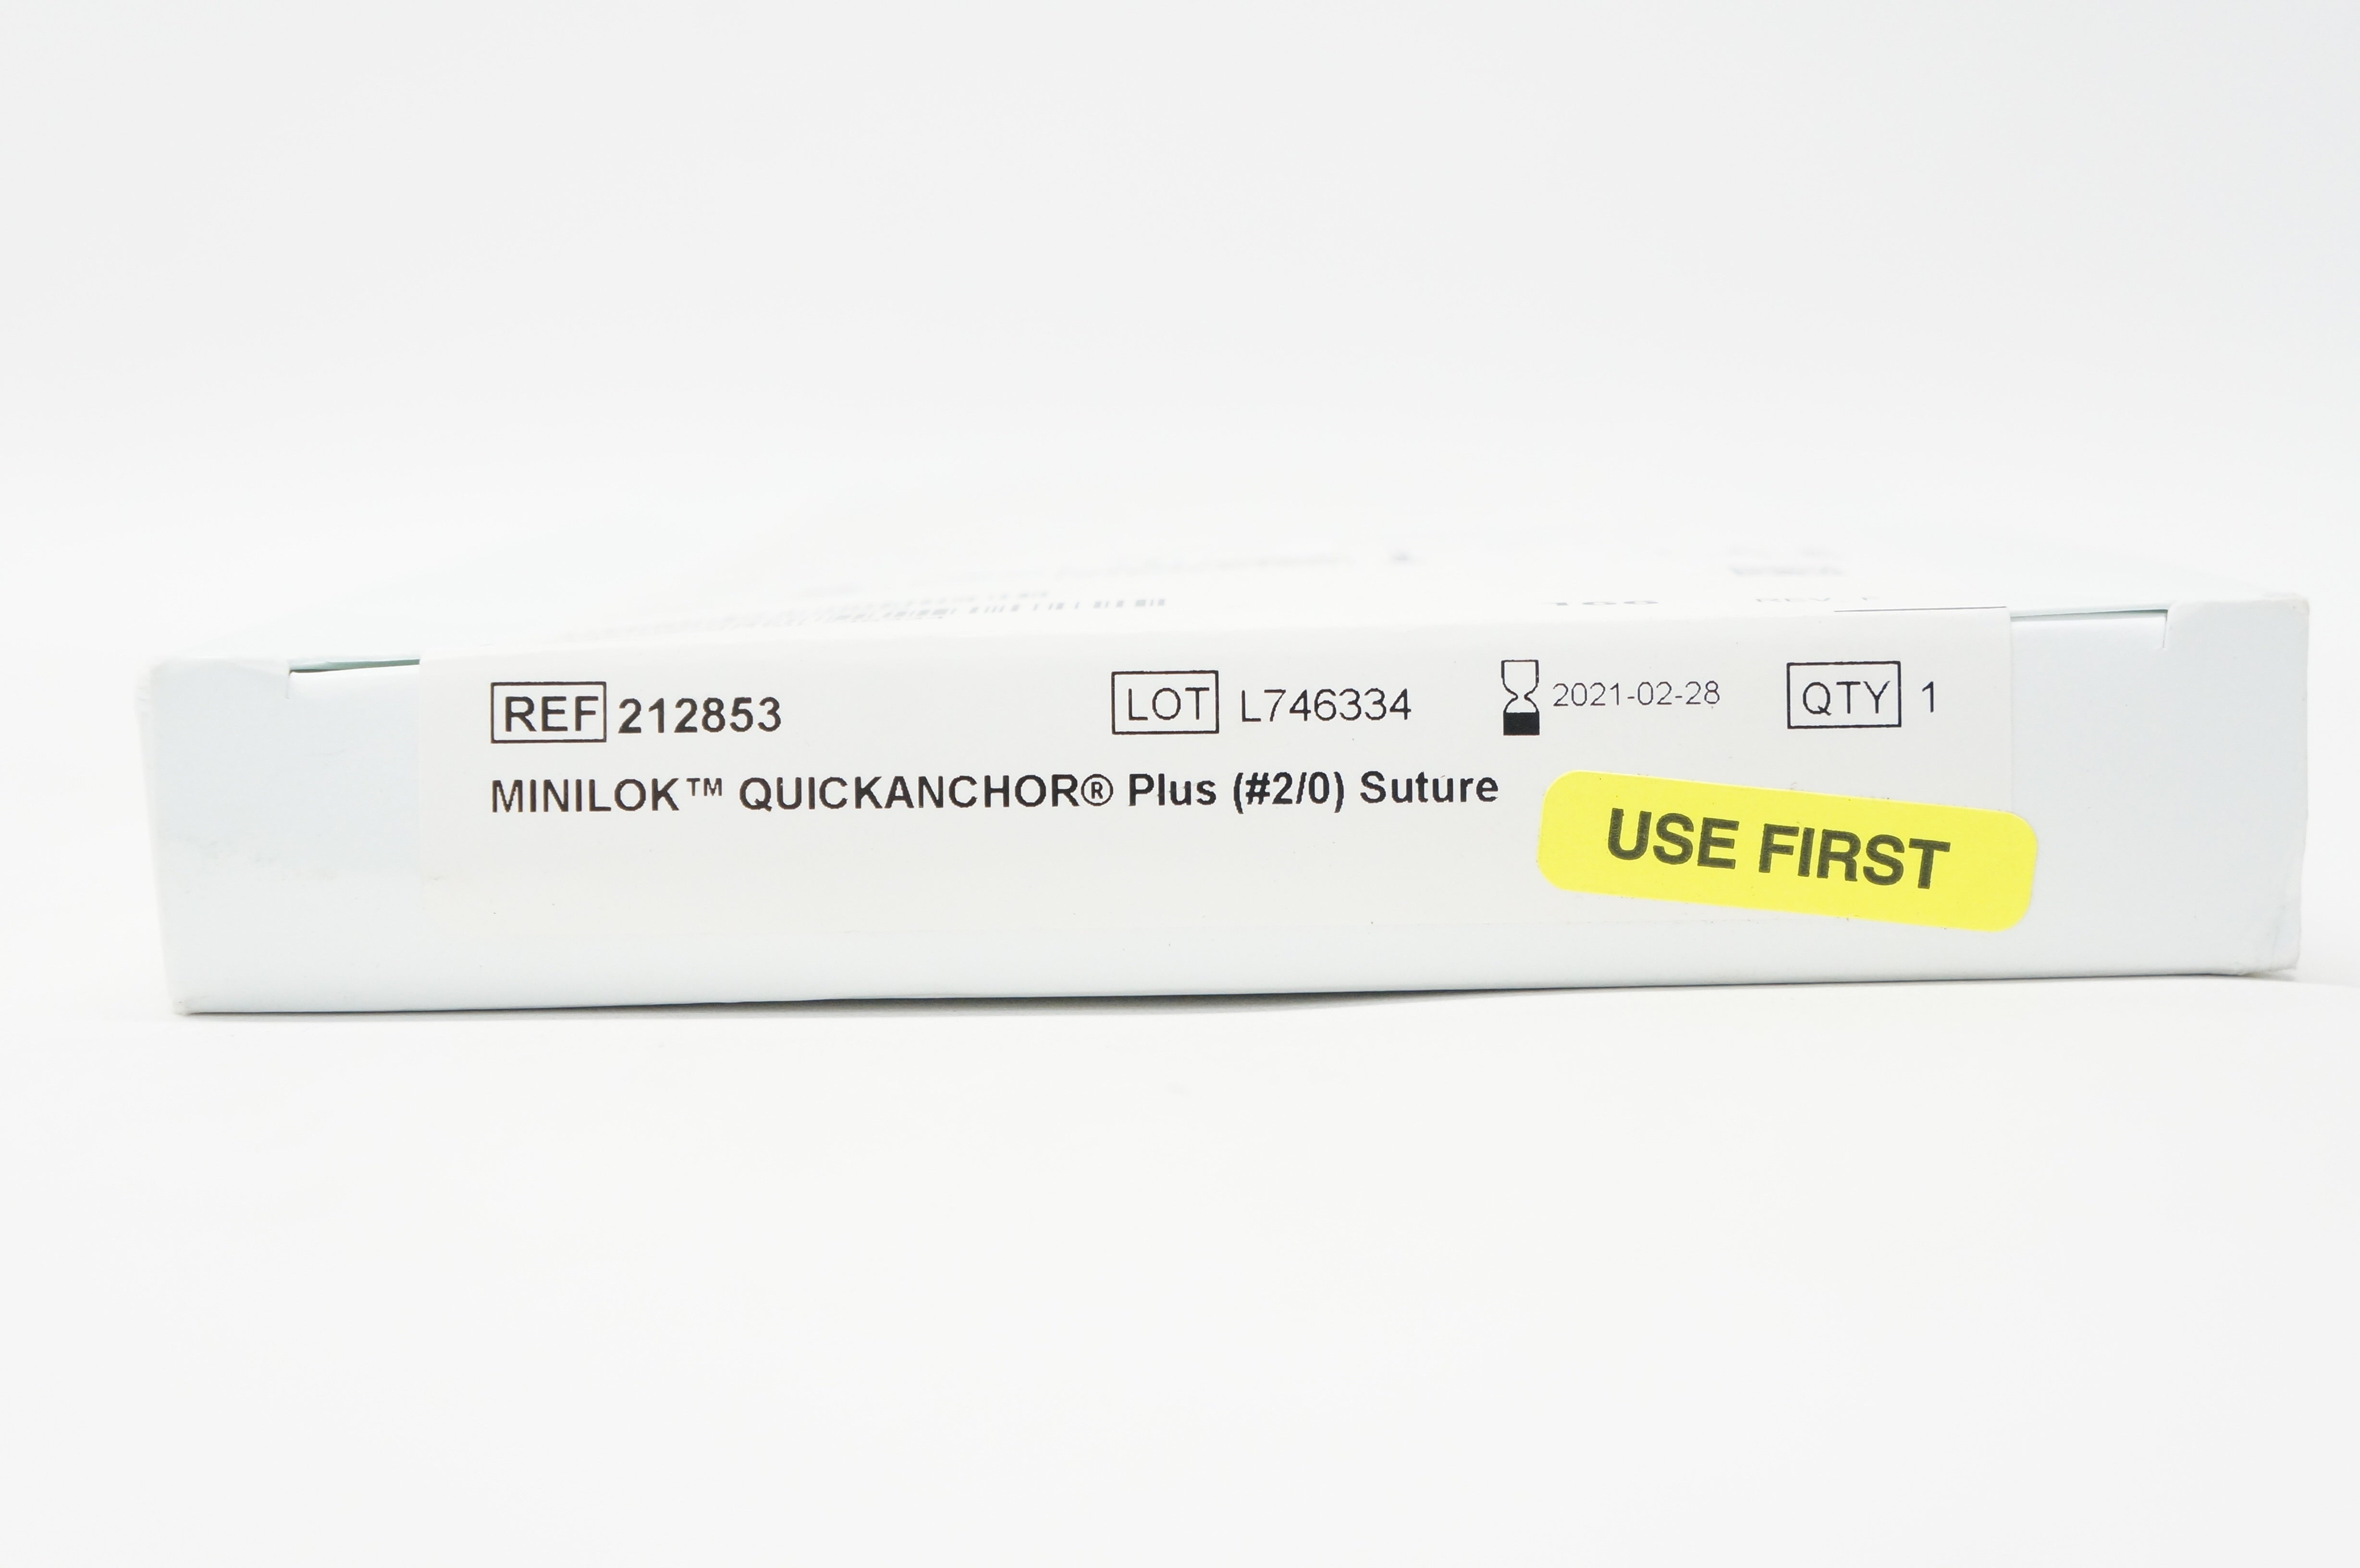 REF 212853 LOT L746334 2021-02-28 QTY 1
MINILOK™ QUICKANCHOR® Plus (#2/0) Suture
USE FIRST